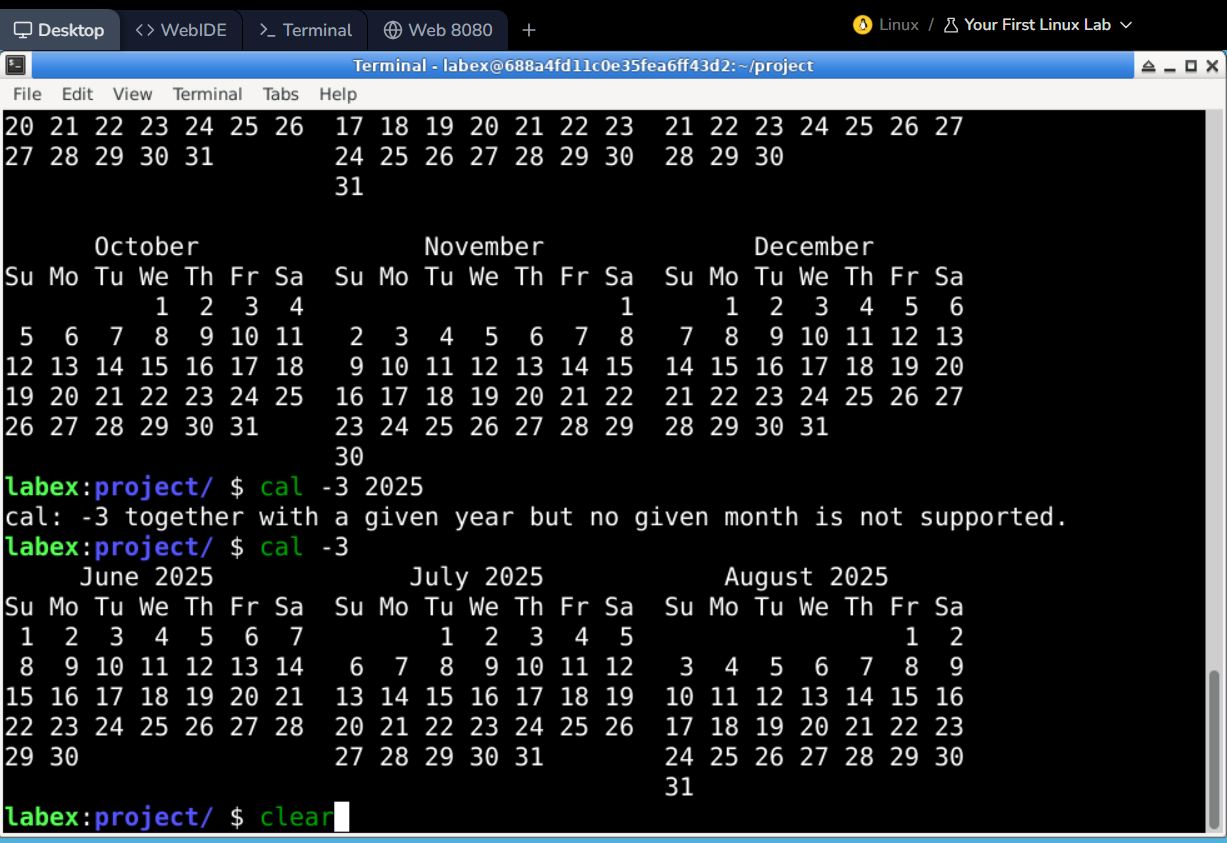 Desktop <> WebIDE >_ Terminal Web 8080 + Linux / Your First Linux Lab
Terminal - labex@688a4fd11c0e35fea6ff43d2:~/project
File Edit View Terminal Tabs Help
20 21 22 23 24 25 26  17 18 19 20 21 22 23  21 22 23 24 25 26 27
27 28 29 30 31        24 25 26 27 28 29 30  28 29 30
                      31
      October               November              December
Su Mo Tu We Th Fr Sa  Su Mo Tu We Th Fr Sa  Su Mo Tu We Th Fr Sa
          1  2  3  4                     1      1  2  3  4  5  6
 5  6  7  8  9 10 11   2  3  4  5  6  7  8   7  8  9 10 11 12 13
12 13 14 15 16 17 18   9 10 11 12 13 14 15  14 15 16 17 18 19 20
19 20 21 22 23 24 25  16 17 18 19 20 21 22  21 22 23 24 25 26 27
26 27 28 29 30 31     23 24 25 26 27 28 29  28 29 30 31
                      30
labex:project/ $ cal -3 2025
cal: -3 together with a given year but no given month is not supported.
labex:project/ $ cal -3
     June 2025             July 2025            August 2025
Su Mo Tu We Th Fr Sa  Su Mo Tu We Th Fr Sa  Su Mo Tu We Th Fr Sa
 1  2  3  4  5  6  7         1  2  3  4  5                  1  2
 8  9 10 11 12 13 14   6  7  8  9 10 11 12   3  4  5  6  7  8  9
15 16 17 18 19 20 21  13 14 15 16 17 18 19  10 11 12 13 14 15 16
22 23 24 25 26 27 28  20 21 22 23 24 25 26  17 18 19 20 21 22 23
29 30                 27 28 29 30 31        24 25 26 27 28 29 30
                                            31
labex:project/ $ clear